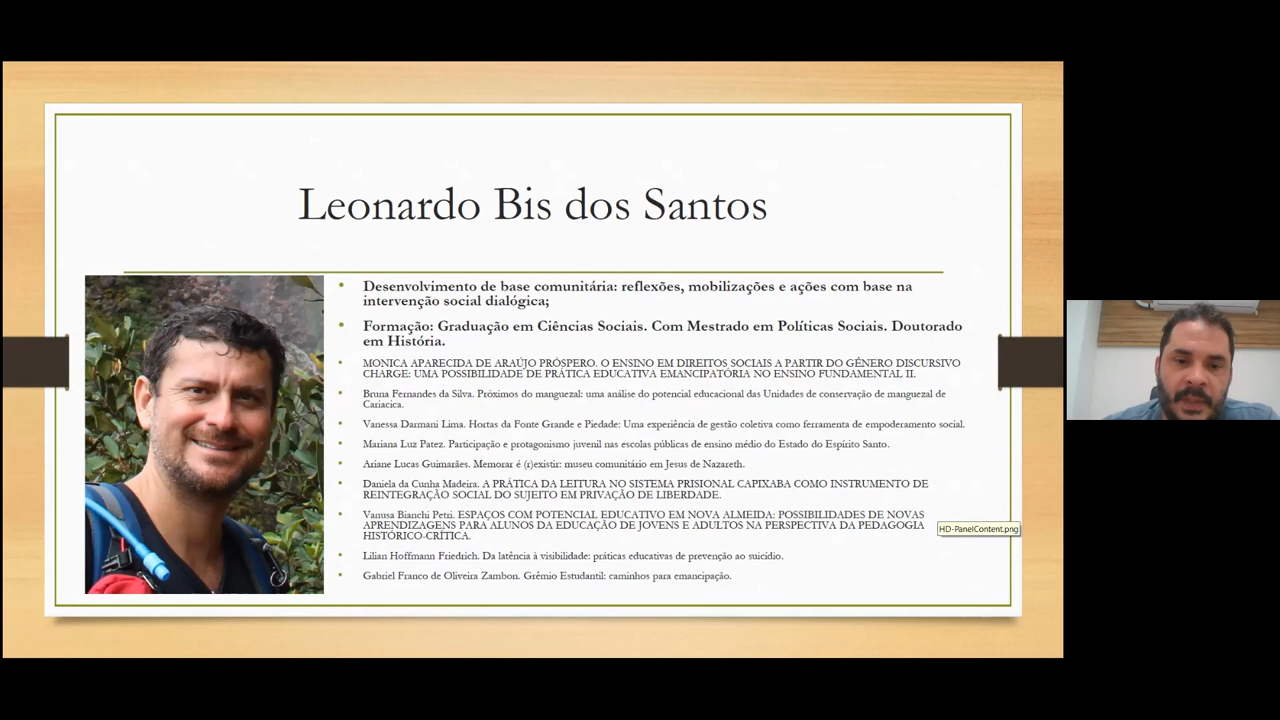 Leonardo Bis dos Santos
• Desenvolvimento de base comunitária: reflexões, mobilizações e ações com base na
intervenção social dialógica;
• Formação: Graduação em Ciências Sociais. Com Mestrado em Políticas Sociais. Doutorado
em História.
• MONICA APARECIDA DE ARAÚJO PRÓSPERO. O ENSINO EM DIREITOS SOCIAIS A PARTIR DO GÊNERO DISCURSIVO
CHARGE: UMA POSSIBILIDADE DE PRÁTICA EDUCATIVA EMANCIPATÓRIA NO ENSINO FUNDAMENTAL II.
• Bruna Fernandes da Silva. Próximos do manguezal: uma análise do potencial educacional das Unidades de conservação de manguezal de
Cariacica.
• Vanessa Darmani Lima. Hortas da Fonte Grande e Piedade: Uma experiência de gestão coletiva como ferramenta de empoderamento social.
• Mariana Luz Patez. Participação e protagonismo juvenil nas escolas públicas de ensino médio do Estado do Espírito Santo.
• Ariane Lucas Guimarães. Memorar é (r)existir: museu comunitário em Jesus de Nazareth.
• Daniela da Cunha Madeira. A PRÁTICA DA LEITURA NO SISTEMA PRISIONAL CAPIXABA COMO INSTRUMENTO DE
REINTEGRAÇÃO SOCIAL DO SUJEITO EM PRIVAÇÃO DE LIBERDADE.
• Vanusa Bianchi Petri. ESPAÇOS COM POTENCIAL EDUCATIVO EM NOVA ALMEIDA: POSSIBILIDADES DE NOVAS
APRENDIZAGENS PARA ALUNOS DA EDUCAÇÃO DE JOVENS E ADULTOS NA PERSPECTIVA DA PEDAGOGIA
HISTÓRICO-CRÍTICA.
HD-PanelContent.png
• Lilian Hoffmann Friedrich. Da latência à visibilidade: práticas educativas de prevenção ao suicídio.
• Gabriel Franco de Oliveira Zambon. Grêmio Estudantil: caminhos para emancipação.